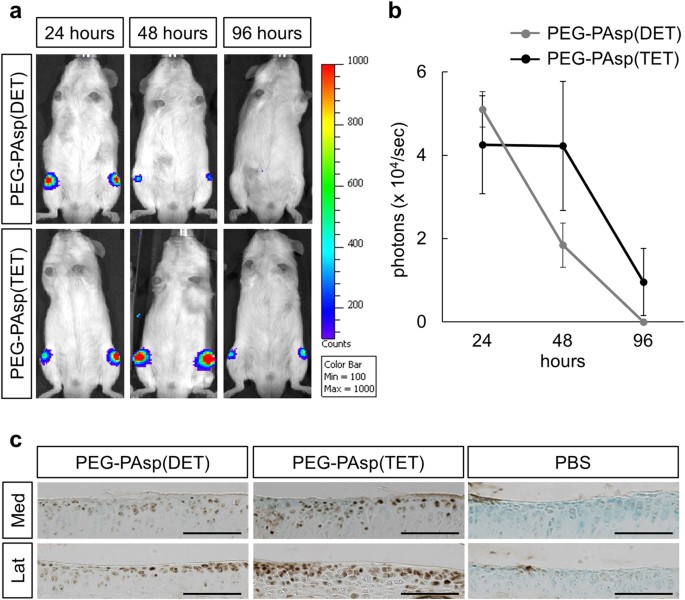 a
24 hours
48 hours
96 hours
PEG-PAsp(DET)
PEG-PAsp(TET)
1000
800
600
400
200
Counts
Color Bar
Min = 100
Max = 1000
b
PEG-PAsp(DET)
PEG-PAsp(TET)
photons (x 10⁴/sec)
6
4
2
0
24
48
96
hours
c
PEG-PAsp(DET)
PEG-PAsp(TET)
PBS
Med
Lat